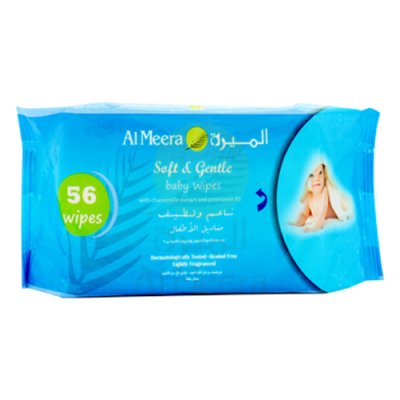 Al Meera الميرة
Soft & Gentle
baby Wipes
with chamomile extract and provitamin B5
ناعم ولطيف
مناديل الأطفال
56
wipes
Dermatologically Tested-Alcohol Free
Lightly Fragranced